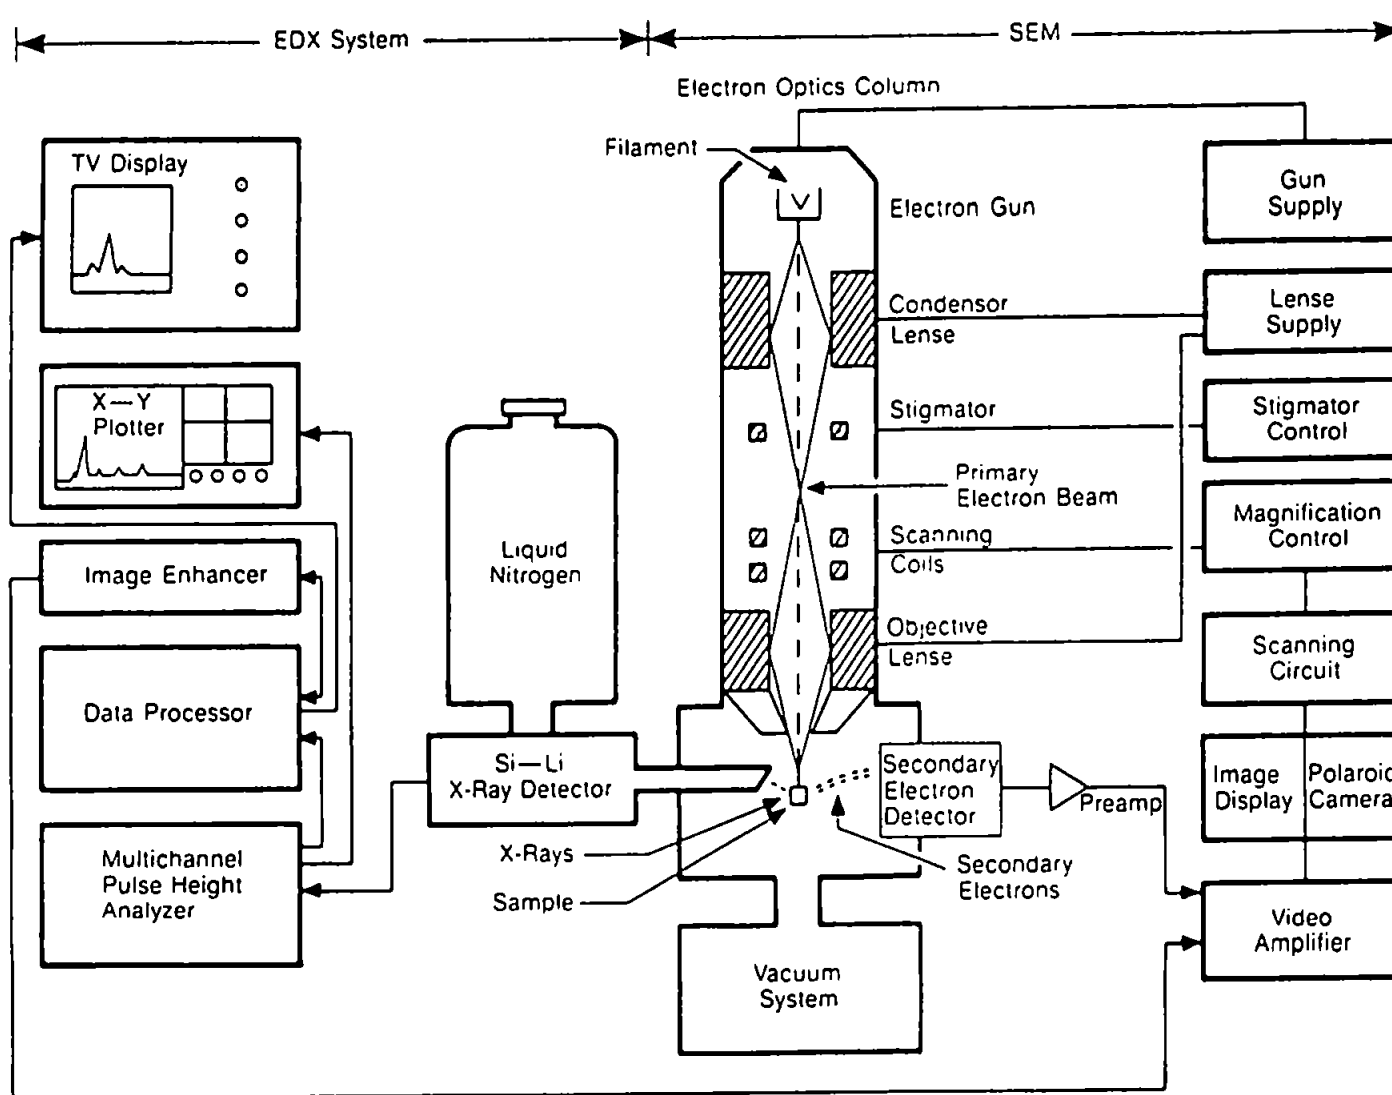 EDX System
SEM
Electron Optics Column
Filament
TV Display
Electron Gun
Gun
Supply
Condensor
Lense
Lense
Supply
X—Y
Plotter
Stigmator
Stigmator
Control
Primary
Electron Beam
Magnification
Control
Scanning
Coils
Liquid
Nitrogen
Image Enhancer
Objective
Lense
Scanning
Circuit
Data Processor
Si—Li
X-Ray Detector
Secondary
Electron
Detector
Preamp
Image
Display
Polaroid
Camera
X-Rays
Sample
Secondary
Electrons
Multichannel
Pulse Height
Analyzer
Video
Amplifier
Vacuum
System